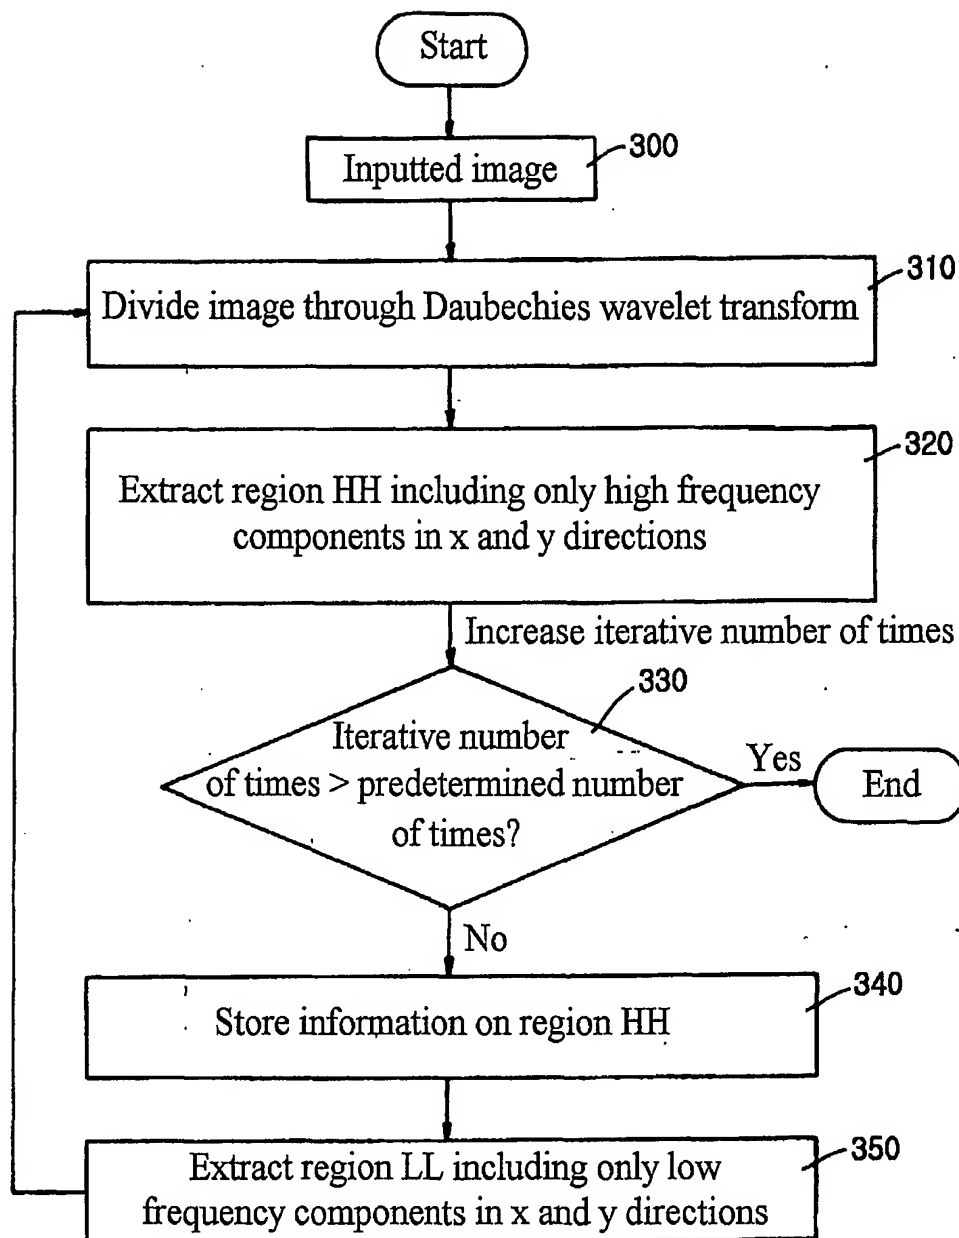 Start
300
Inputted image
310
Divide image through Daubechies wavelet transform
320
Extract region HH including only high frequency
components in x and y directions
Increase iterative number of times
330
Iterative number
of times > predetermined number
of times?
Yes
End
No
340
Store information on region HH
350
Extract region LL including only low
frequency components in x and y directions